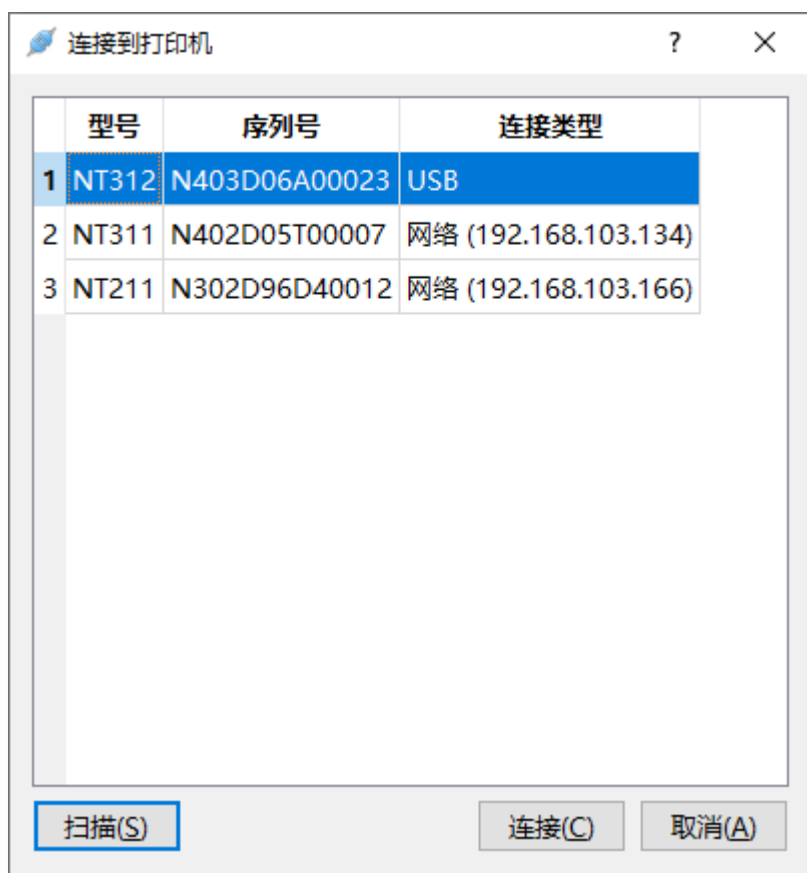 连接到打印机 ?
型号 序列号 连接类型
1 NT312 N403D06A00023 USB
2 NT311 N402D05T00007 网络 (192.168.103.134)
3 NT211 N302D96D40012 网络 (192.168.103.166)
扫描(S) 连接(C) 取消(A)